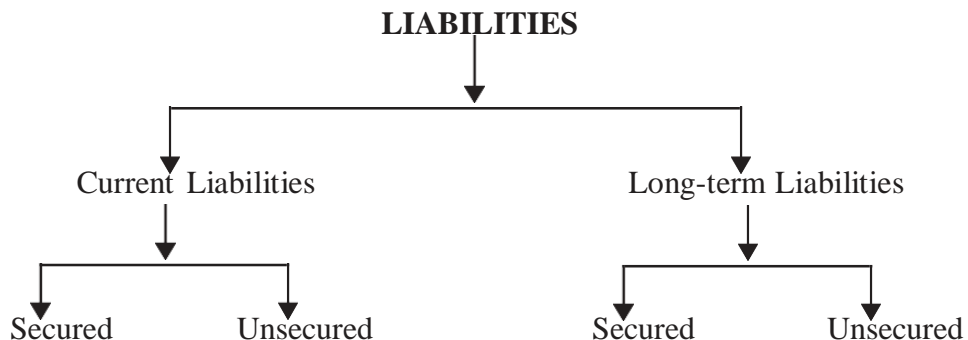 LIABILITIES
Current Liabilities Long-term Liabilities
Secured Unsecured Secured Unsecured